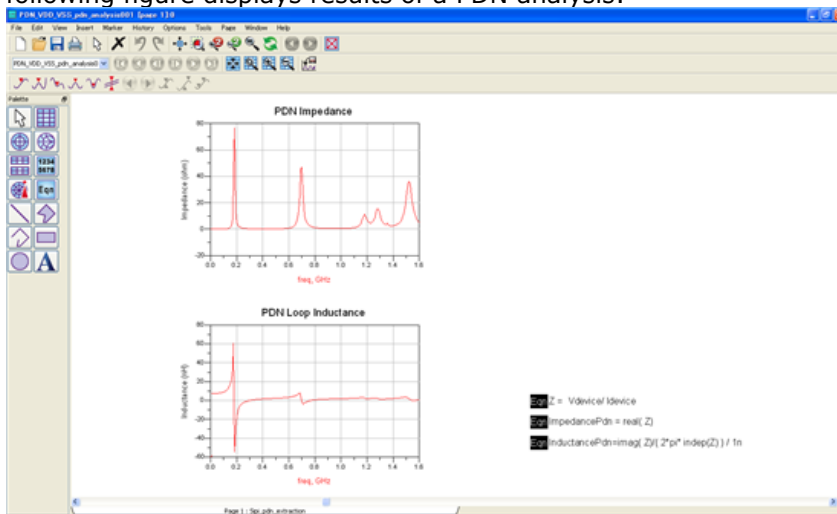 following figure displays results of a PDN analysis.
PDN_VDD_VSS_pdn_analysis001 [page 1]:0
File Edit View Insert Marker History Options Tools Page Window Help
PDN_VDD_VSS_pdn_analysis0
Palette
1234
5678
Eqn
A
PDN Impedance
Impedance (ohm)
80
60
40
20
0
-20
0.0 0.2 0.4 0.6 0.8 1.0 1.2 1.4 1.6
freq, GHz
PDN Loop Inductance
Inductance (nH)
80
60
40
20
0
-20
-40
-60
0.0 0.2 0.4 0.6 0.8 1.0 1.2 1.4 1.6
freq, GHz
Eqn Z = Vdevice/ Idevice
Eqn ImpedancePdn = real( Z)
Eqn InductancePdn=imag( Z)/( 2*pi* indep(Z) ) / 1n
Page 1 : Spi_pdn_extraction